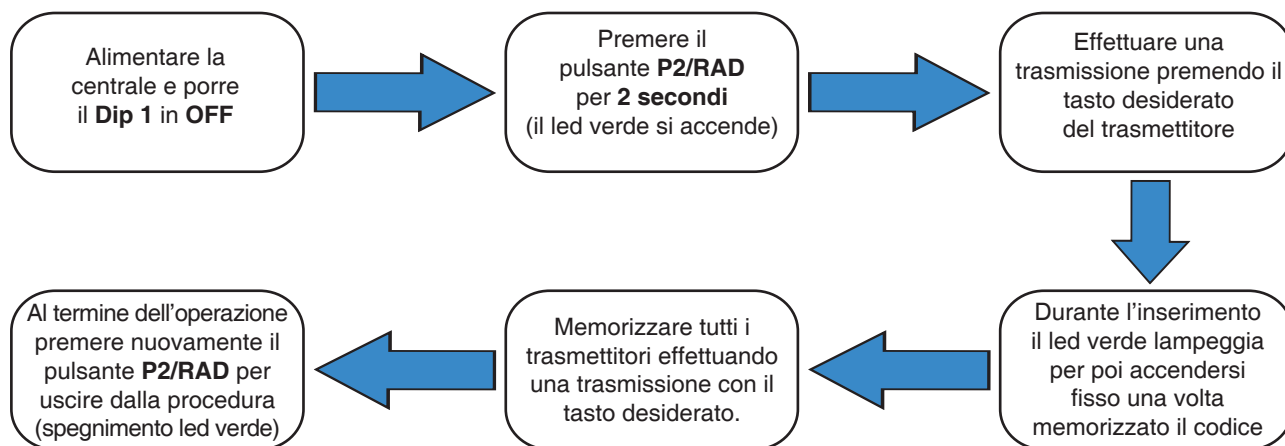 Alimentare la
centrale e porre
il Dip 1 in OFF
Premere il
pulsante P2/RAD
per 2 secondi
(il led verde si accende)
Effettuare una
trasmissione premendo il
tasto desiderato
del trasmettitore
Durante l’inserimento
il led verde lampeggia
per poi accendersi
fisso una volta
memorizzato il codice
Memorizzare tutti i
trasmettitori effettuando
una trasmissione con il
tasto desiderato.
Al termine dell’operazione
premere nuovamente il
pulsante P2/RAD per
uscire dalla procedura
(spegnimento led verde)